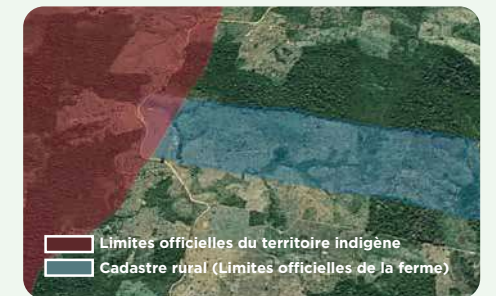 Limites officielles du territoire indigène
Cadastre rural (Limites officielles de la ferme)